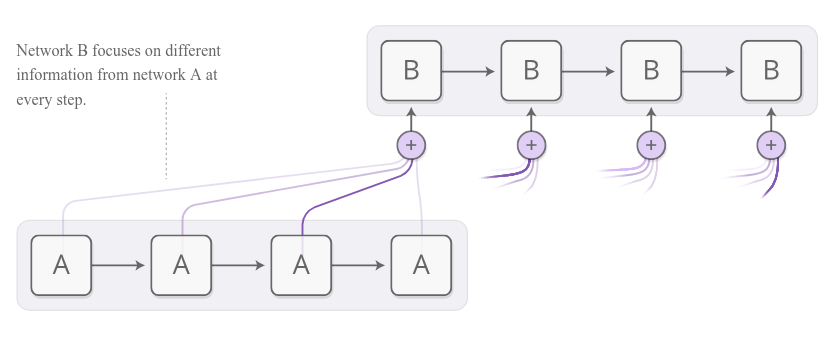 Network B focuses on different
information from network A at
every step.
B B B B
+ + + +
A A A A